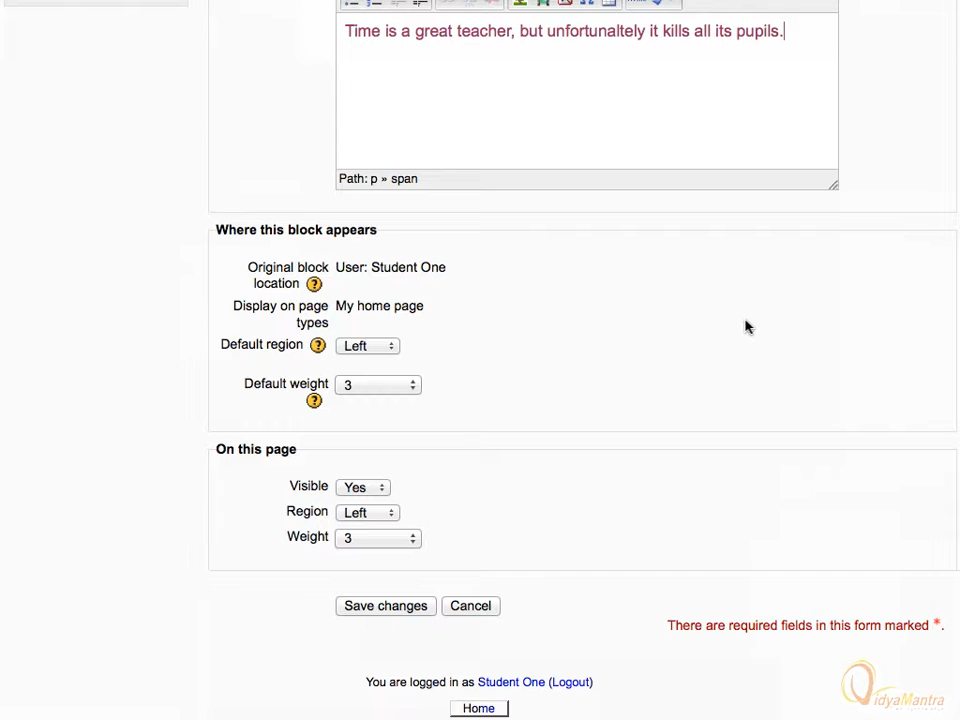 Time is a great teacher, but unfortunaltely it kills all its pupils.
Path: p » span
Where this block appears
Original block location ? User: Student One
Display on page types My home page
Default region ? Left
Default weight ? 3
On this page
Visible Yes
Region Left
Weight 3
Save changes Cancel
There are required fields in this form marked *.
You are logged in as Student One (Logout)
Home
VidyaMantra